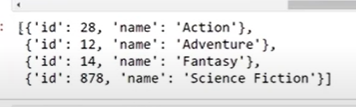 : [{'id': 28, 'name': 'Action'},
{'id': 12, 'name': 'Adventure'},
{'id': 14, 'name': 'Fantasy'},
{'id': 878, 'name': 'Science Fiction'}]